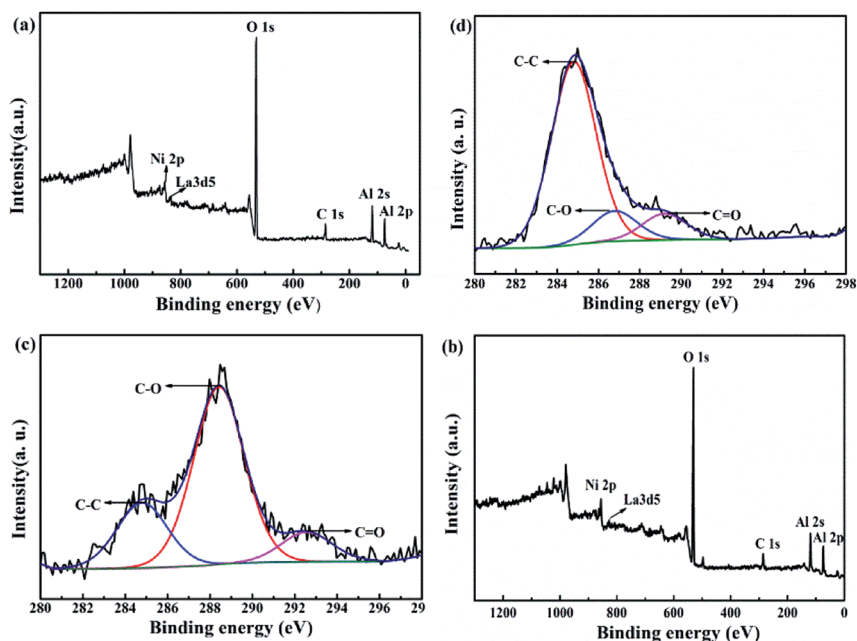 (a)
O 1s
Ni 2p
La3d5
C 1s
Al 2s
Al 2p
Intensity(a.u.)
1200 1000 800 600 400 200 0
Binding energy (eV)
(d)
C-C
C-O
C=O
Intensity(a. u.)
280 282 284 286 288 290 292 294 296 298
Binding energy (eV)
(c)
C-O
C-C
C=O
Intensity(a. u.)
280 282 284 286 288 290 292 294 296 29
Binding energy (eV)
(b)
O 1s
Ni 2p
La3d5
C 1s
Al 2s
Al 2p
Intensity (a.u.)
1200 1000 800 600 400 200 0
Binding energy (eV)